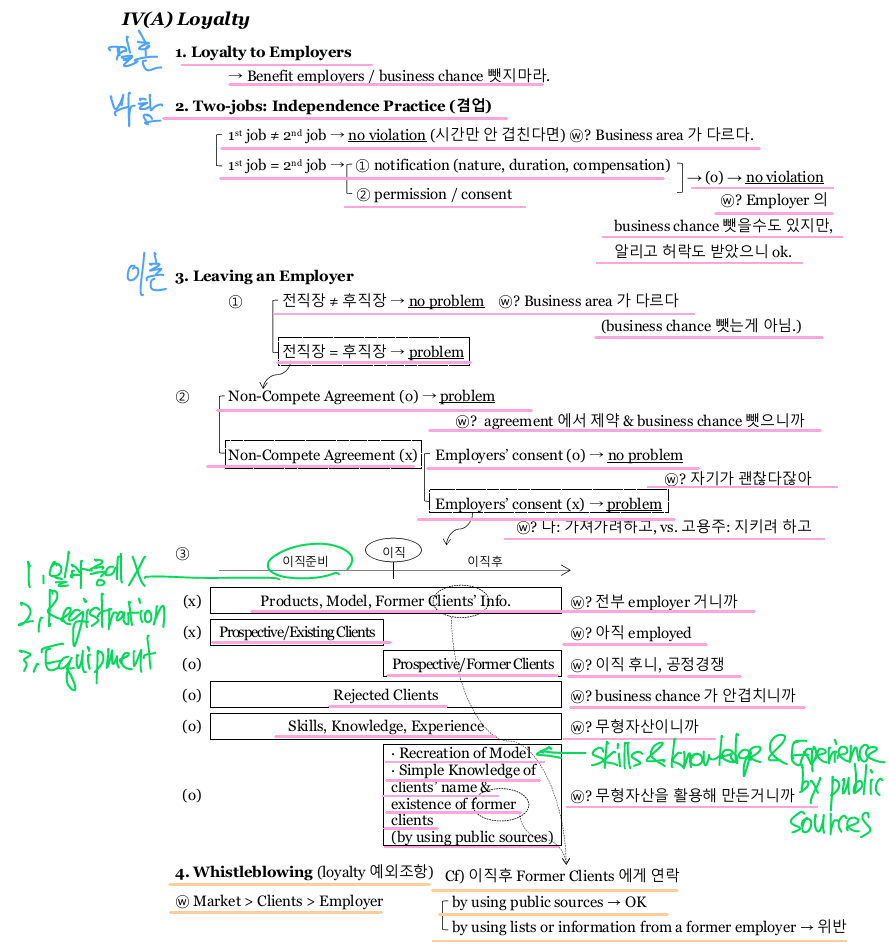 IV(A) Loyalty
결혼 1. Loyalty to Employers
→ Benefit employers / business chance 뺏지마라.
바람 2. Two-jobs: Independence Practice (겸업)
1st job ≠ 2nd job → no violation (시간만 안 겹친다면) ⓦ? Business area 가 다르다.
1st job = 2nd job → ① notification (nature, duration, compensation)
→ (o) → no violation
② permission / consent
ⓦ? Employer 의
business chance 뺏을수도 있지만,
알리고 허락도 받았으니 ok.
이혼 3. Leaving an Employer
① 전직장 ≠ 후직장 → no problem ⓦ? Business area 가 다르다
(business chance 뺏는게 아님.)
전직장 = 후직장 → problem
② Non-Compete Agreement (o) → problem
ⓦ? agreement 에서 제약 & business chance 뺏으니까
Non-Compete Agreement (x) Employers’ consent (o) → no problem
ⓦ? 자기가 괜찮다잖아
Employers’ consent (x) → problem
ⓦ? 나: 가져가려하고, vs. 고용주: 지키려 하고
③ 이직준비 이직 이직후
1, 일과중에 X
2, Registration
3, Equipment
(x) Products, Model, Former Clients’ Info. ⓦ? 전부 employer 거니까
(x) Prospective/Existing Clients ⓦ? 아직 employed
(o) Prospective/Former Clients ⓦ? 이직 후니, 공정경쟁
(o) Rejected Clients ⓦ? business chance 가 안겹치니까
(o) Skills, Knowledge, Experience ⓦ? 무형자산이니까
· Recreation of Model ← skills & knowledge & Experience
by public
sources
· Simple Knowledge of
clients’ name &
(o) existence of former ⓦ? 무형자산을 활용해 만든거니까
clients
(by using public sources)
4. Whistleblowing (loyalty 예외조항) Cf) 이직후 Former Clients 에게 연락
ⓦ Market > Clients > Employer
by using public sources → OK
by using lists or information from a former employer → 위반